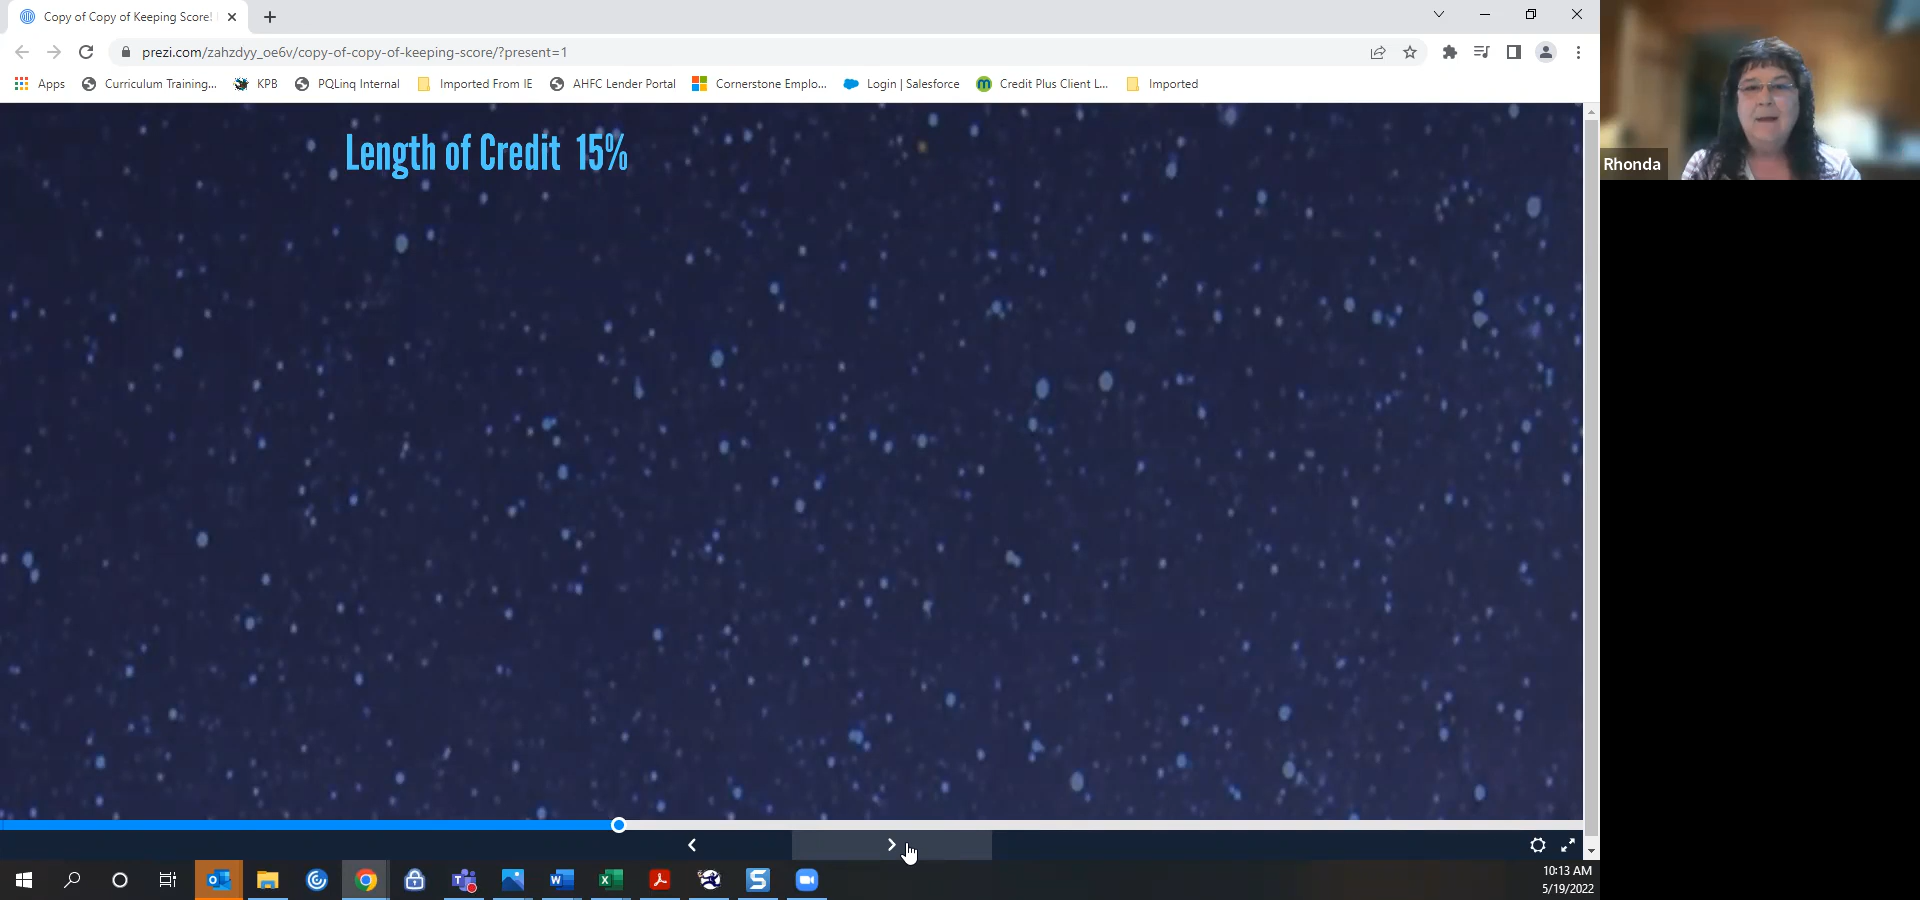 Copy of Copy of Keeping Score!
prezi.com/zahzdyy_oe6v/copy-of-copy-of-keeping-score/?present=1
Apps Curriculum Training... KPB PQLinq Internal Imported From IE AHFC Lender Portal Cornerstone Emplo... Login | Salesforce Credit Plus Client L... Imported
Length of Credit 15%
Rhonda
10:13 AM
5/19/2022